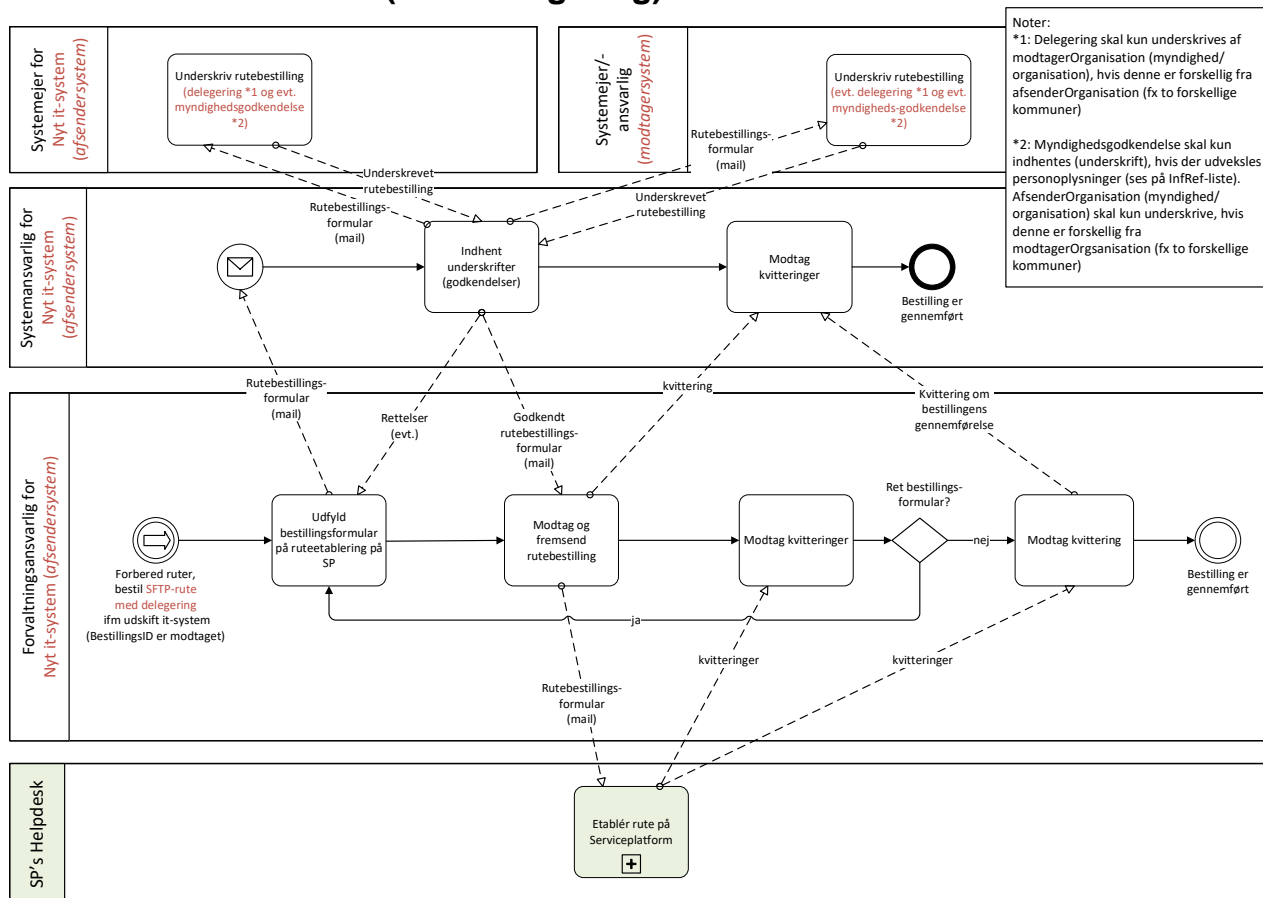 Noter:
*1: Delegering skal kun underskrives af
modtagerOrganisation (myndighed/
organisation), hvis denne er forskellig fra
afsenderOrganisation (fx to forskellige
kommuner)
*2: Myndighedsgodkendelse skal kun
indhentes (underskrift), hvis der udveksles
personoplysninger (ses på InfRef-liste).
AfsenderOrganisation (myndighed/
organisation) skal kun underskrive, hvis
denne er forskellig fra
modtagerOrgsanisation (fx to forskellige
kommuner)
Systemejer for
Nyt it-system
(afsendersystem)
Underskriv rutebestilling
(delegering *1 og evt.
myndighedsgodkendelse
*2)
Systemejer/-
ansvarlig
(modtagersystem)
Underskriv rutebestilling
(evt. delegering *1 og evt.
myndigheds-godkendelse
*2)
Rutebestillings-
formular
(mail)
Underskrevet
rutebestilling
Rutebestillings-
formular
(mail)
Underskrevet
rutebestilling
Systemansvarlig for
Nyt it-system
(afsendersystem)
Indhent
underskrifter
(godkendelser)
Modtag
kvitteringer
Bestilling er
gennemført
Rutebestillings-
formular
(mail)
Rettelser
(evt.)
Godkendt
rutebestillings-
formular
(mail)
kvittering
Kvittering om
bestillingens
gennemførelse
Forvaltningsansvarlig for
Nyt it-system (afsendersystem)
Forbered ruter,
bestil SFTP-rute
med delegering
ifm udskift it-system
(BestillingsID er modtaget)
Udfyld
bestillingsformular
på ruteetablering på
SP
Modtag og
fremsend
rutebestilling
Modtag kvitteringer
Ret bestillings-
formular?
nej
ja
Modtag kvittering
Bestilling er
gennemført
Rutebestillings-
formular
(mail)
kvitteringer
kvitteringer
SP's Helpdesk
Etablér rute på
Serviceplatform